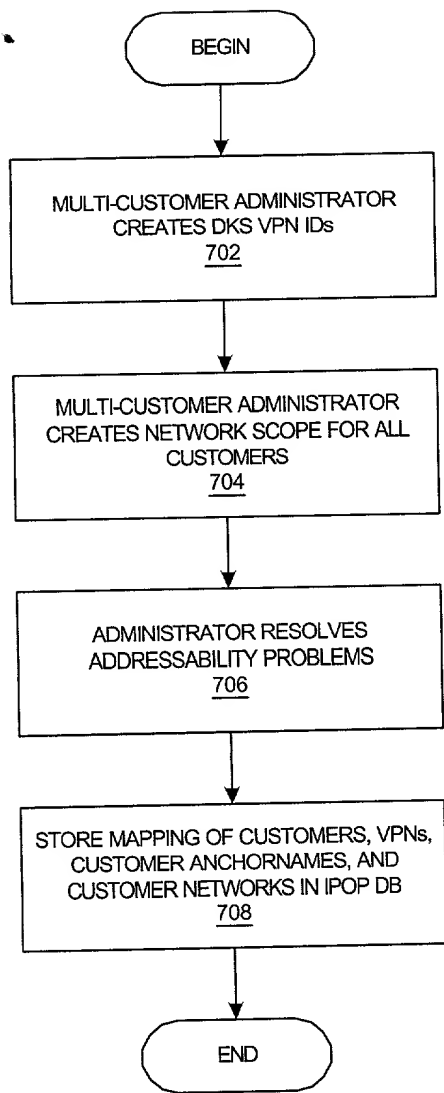 BEGIN
MULTI-CUSTOMER ADMINISTRATOR
CREATES DKS VPN IDs
702
MULTI-CUSTOMER ADMINISTRATOR
CREATES NETWORK SCOPE FOR ALL
CUSTOMERS
704
ADMINISTRATOR RESOLVES
ADDRESSABILITY PROBLEMS
706
STORE MAPPING OF CUSTOMERS, VPNs,
CUSTOMER ANCHORNAMES, AND
CUSTOMER NETWORKS IN IPOP DB
708
END